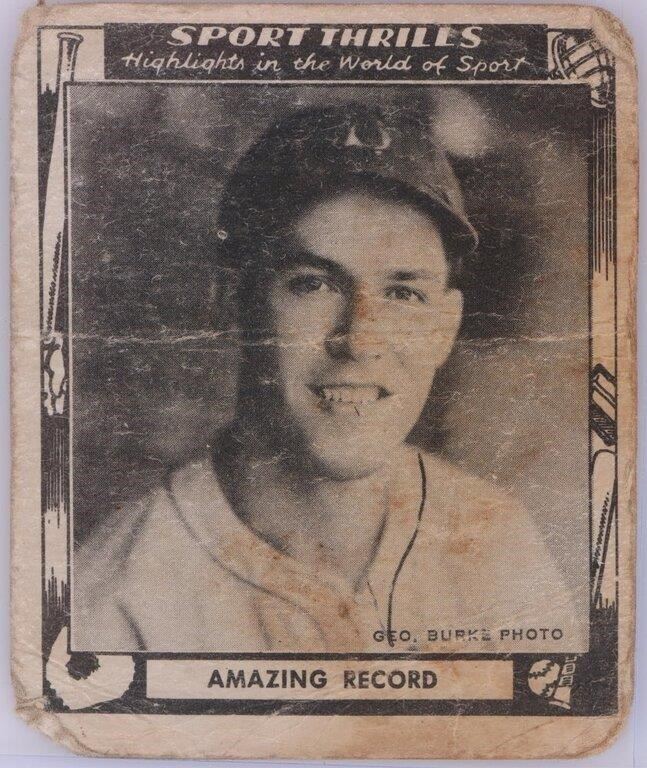 SPORT THRILLS
Highlights in the World of Sport
GEO. BURKE PHOTO
AMAZING RECORD